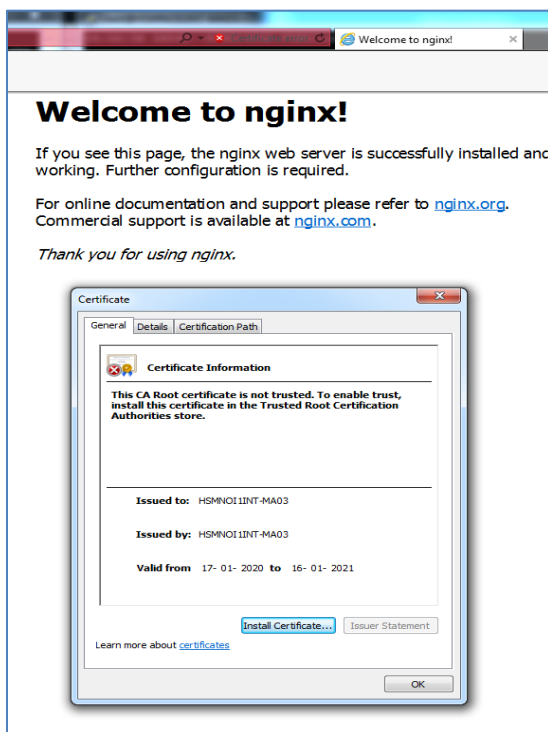 Certificate error
Welcome to nginx!
Welcome to nginx!
If you see this page, the nginx web server is successfully installed and
working. Further configuration is required.
For online documentation and support please refer to nginx.org.
Commercial support is available at nginx.com.
Thank you for using nginx.
Certificate
General Details Certification Path
Certificate Information
This CA Root certificate is not trusted. To enable trust,
install this certificate in the Trusted Root Certification
Authorities store.
Issued to: HSMNOI1INT-MA03
Issued by: HSMNOI1INT-MA03
Valid from 17- 01- 2020 to 16- 01- 2021
Install Certificate... Issuer Statement
Learn more about certificates
OK